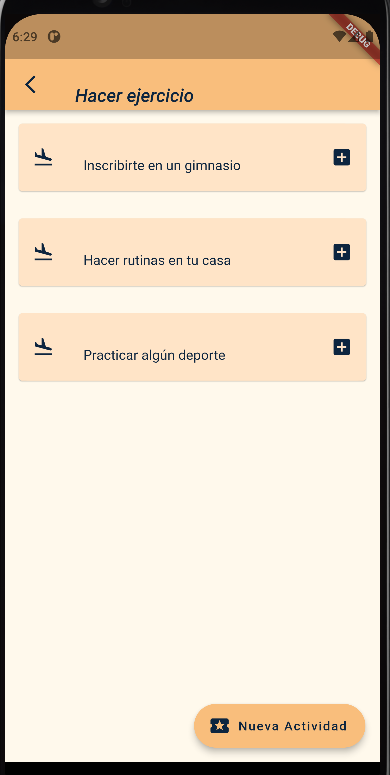 6:29
DEBUG
Hacer ejercicio
Inscribirte en un gimnasio
Hacer rutinas en tu casa
Practicar algún deporte
Nueva Actividad